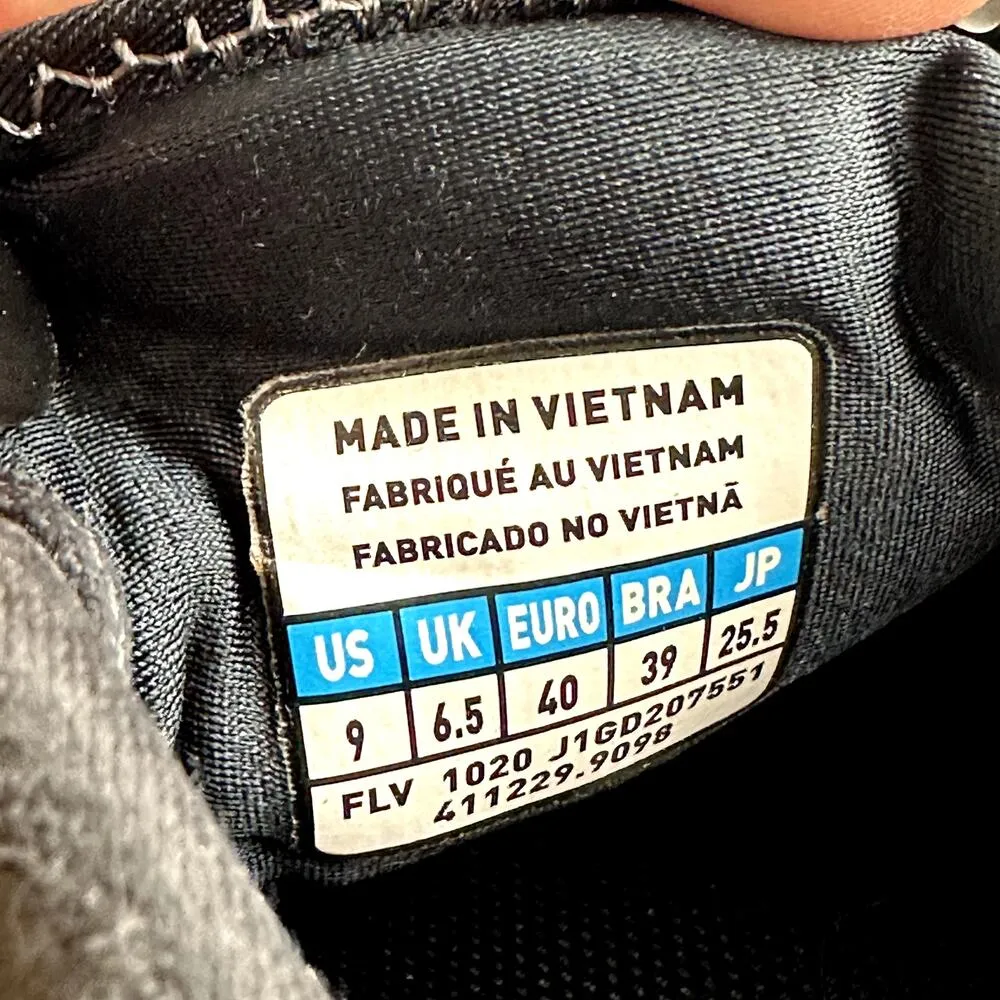 MADE IN VIETNAM
FABRIQUÉ AU VIETNAM
FABRICADO NO VIETNÃ
US UK EURO BRA JP
9 6.5 40 39 25.5
FLV 1020 J1GD207551
411229.9098